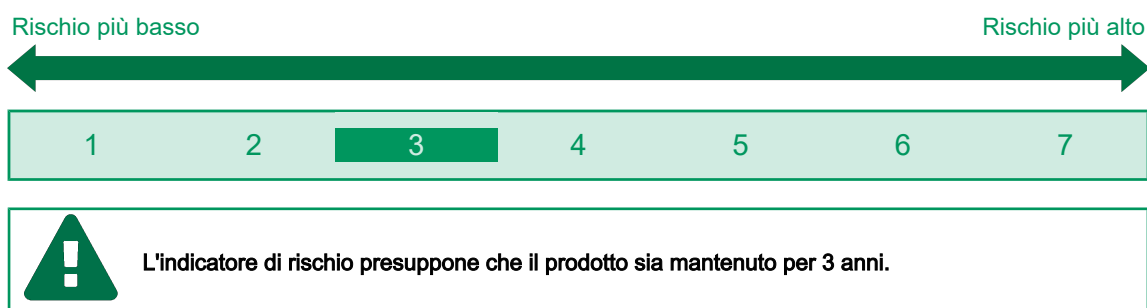 Rischio più basso Rischio più alto
1 2 3 4 5 6 7
L'indicatore di rischio presuppone che il prodotto sia mantenuto per 3 anni.